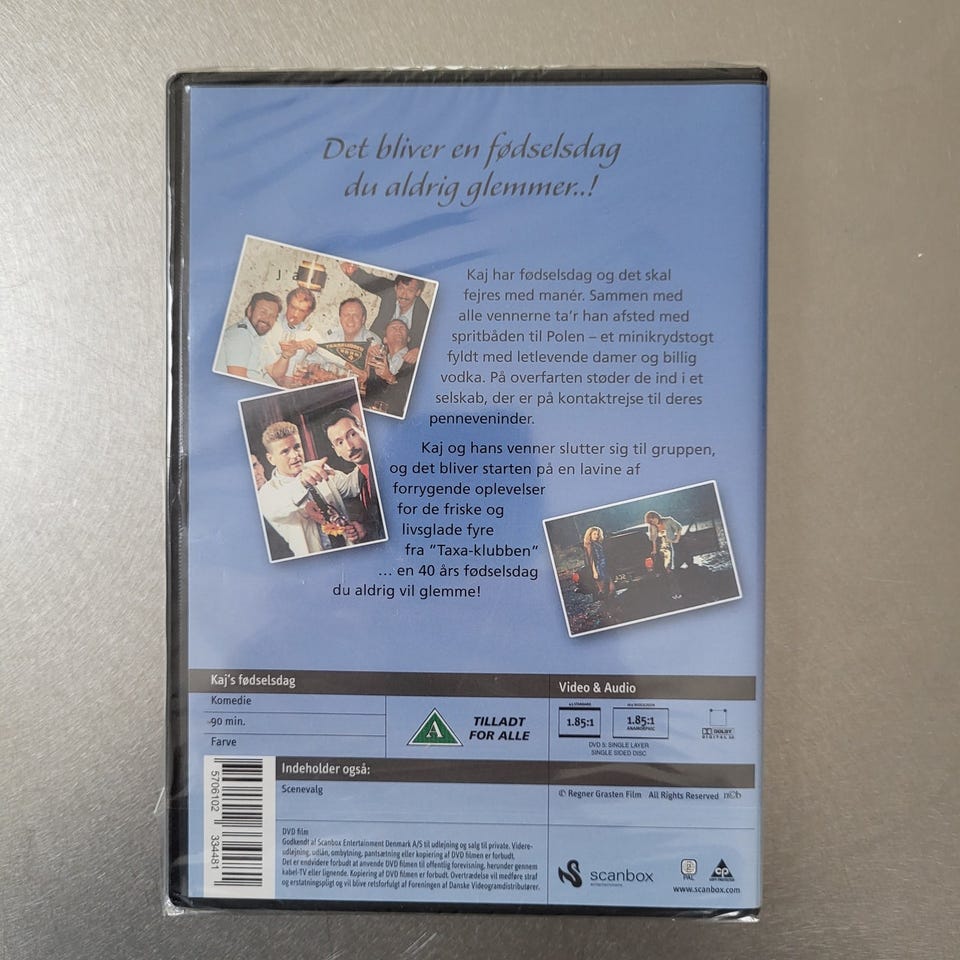 Det bliver en fødselsdag
du aldrig glemmer..!
Kaj har fødselsdag og det skal
fejres med manér. Sammen med
alle vennerne ta'r han afsted med
spritbåden til Polen – et minikrydstogt
fyldt med letlevende damer og billig
vodka. På overfarten støder de ind i et
selskab, der er på kontaktrejse til deres
penneveninder.
Kaj og hans venner slutter sig til gruppen,
og det bliver starten på en lavine af
forrygende oplevelser
for de friske og
livsglade fyre
fra "Taxa-klubben"
... en 40 års fødselsdag
du aldrig vil glemme!
Kaj's fødselsdag
Komedie
90 min.
Farve
A
TILLADT
FOR ALLE
Video & Audio
1.85:1
1.85:1
ANAMORPHIC
DOLBY
DIGITAL
DVD 5: SINGLE LAYER
SINGLE SIDED DISC
Indeholder også:
Scenevalg
© Regner Grasten Film All Rights Reserved
5706102 334481
DVD film
Godkendt af Scanbox Entertainment Denmark A/S til udlejning og salg til private. Videre-
udlejning, udlån, ombytning, pantsætning eller kopiering af DVD filmen er forbudt.
Det er endvidere forbudt at anvende DVD filmen til offentlig forevisning, herunder gennem
kabel-TV eller lignende. Kopiering af DVD filmen er forbudt. Overtrædelse vil medføre straf
og erstatningspligt og vil blive retsforfulgt af Foreningen af Danske Videogramdistributører.
scanbox
ENTERTAINMENT
PAL
cp
www.scanbox.com